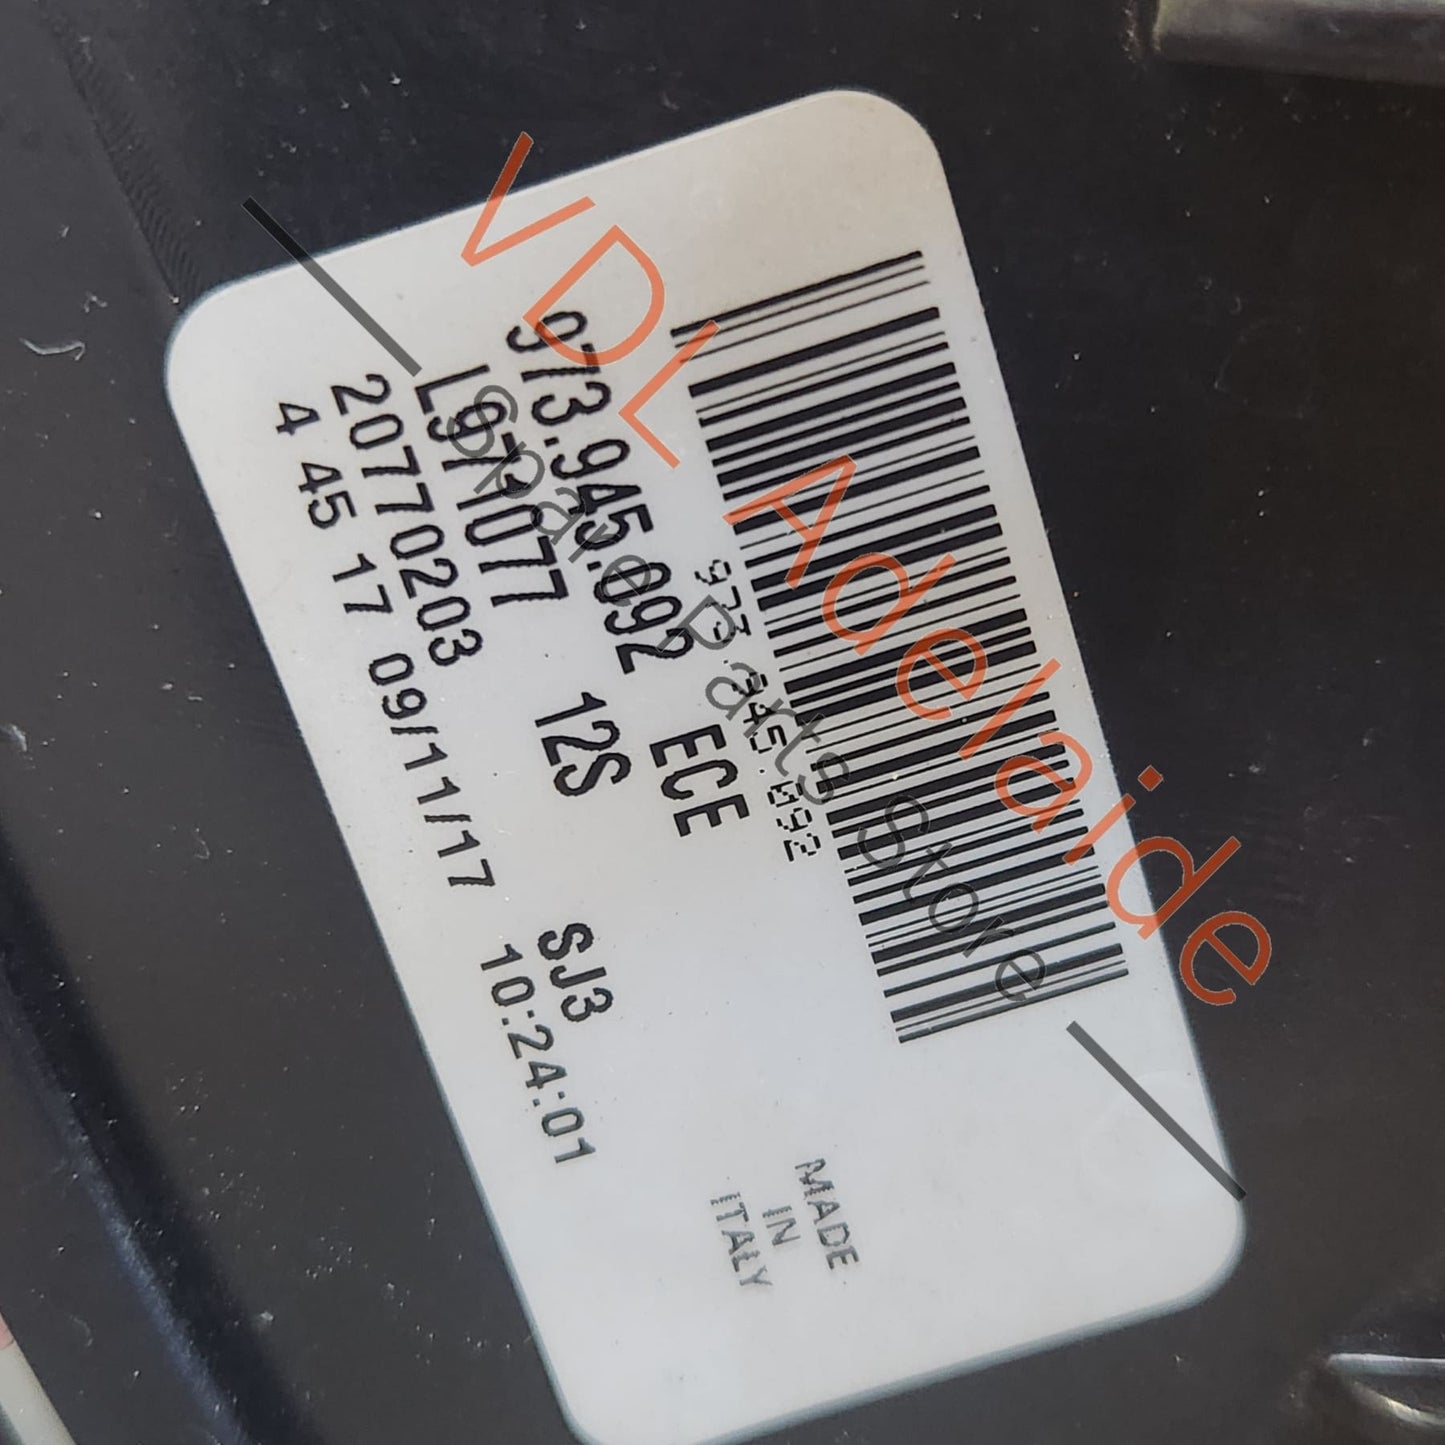 973.945.092
973.945.092 ECE
L971077 12S
20770203 SJ3
4 45 17 09/11/17 10:24:01
MADE
IN
ITALY
VDL Adelaide
Spare Parts Store